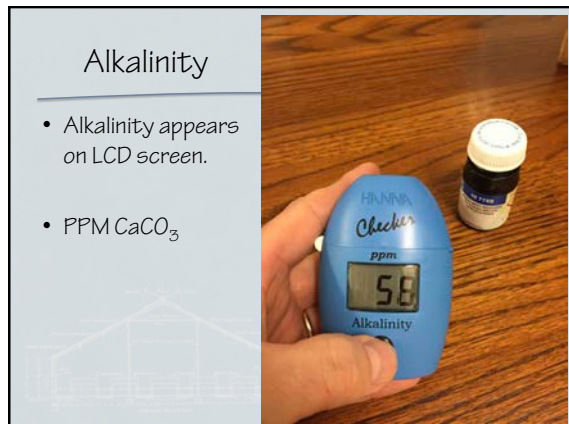 Alkalinity
• Alkalinity appears
on LCD screen.
• PPM CaCO₃
HANNA
Checker
ppm
58
Alkalinity